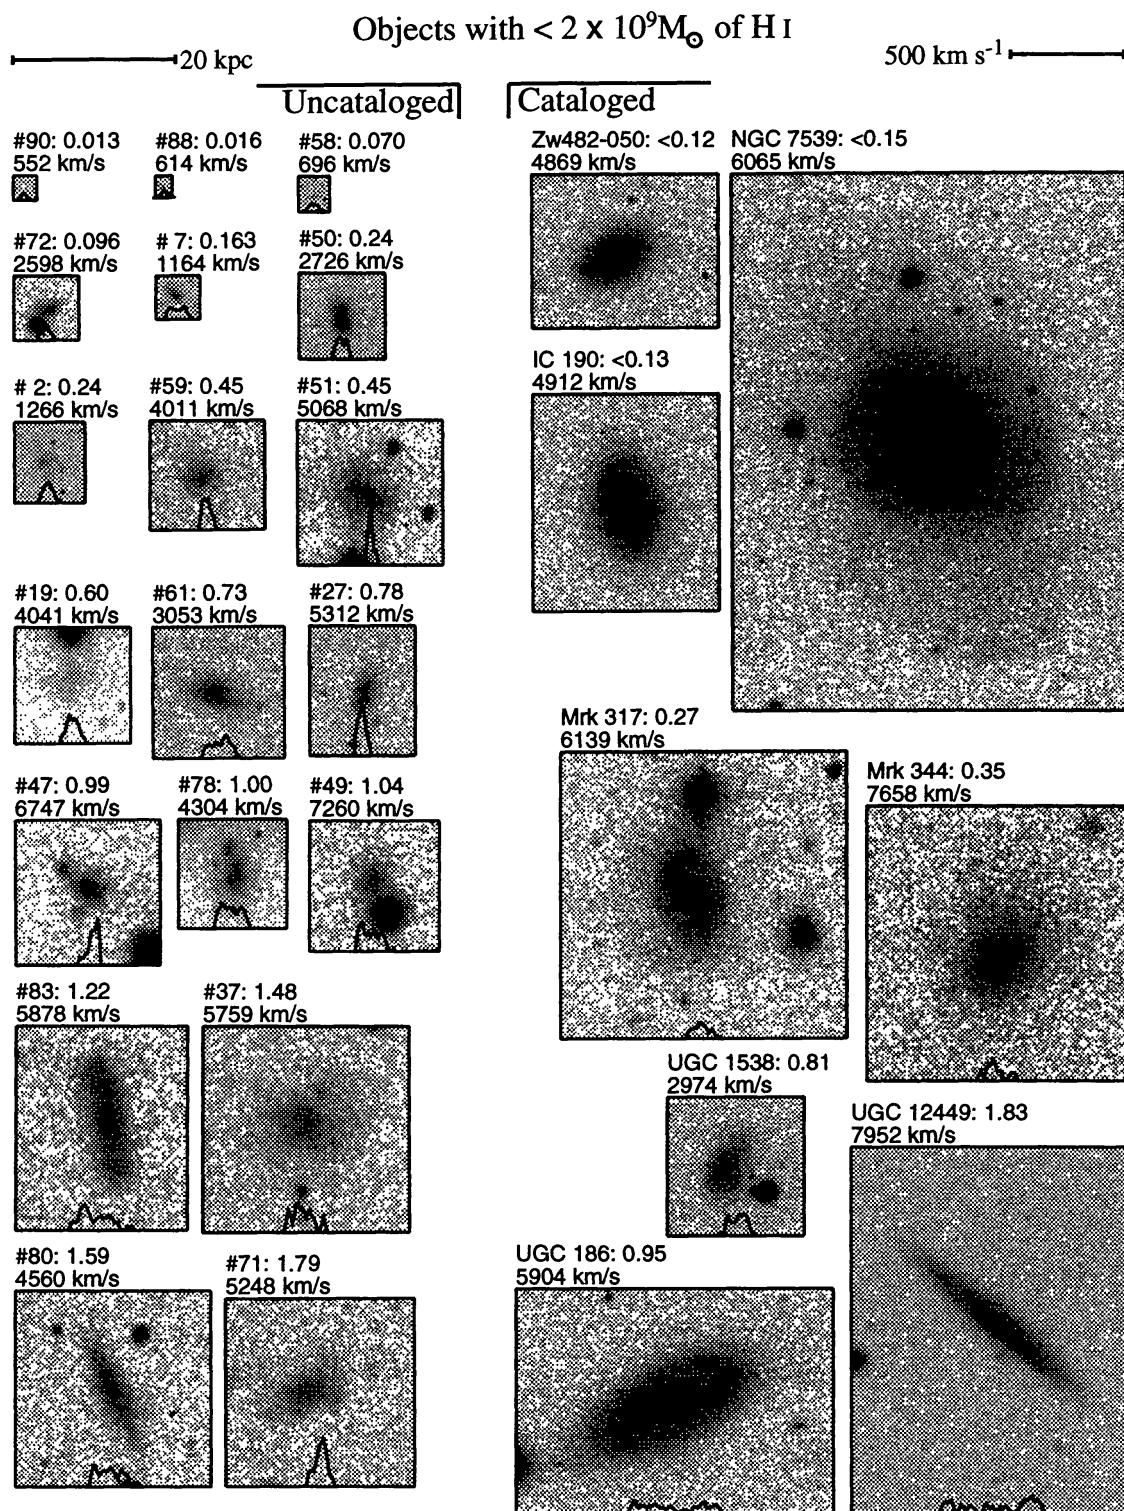 Objects with < 2 x 10⁹M⊙ of H I
20 kpc
500 km s⁻¹
Uncataloged
Cataloged
#90: 0.013
552 km/s
#88: 0.016
614 km/s
#58: 0.070
696 km/s
#72: 0.096
2598 km/s
# 7: 0.163
1164 km/s
#50: 0.24
2726 km/s
# 2: 0.24
1266 km/s
#59: 0.45
4011 km/s
#51: 0.45
5068 km/s
#19: 0.60
4041 km/s
#61: 0.73
3053 km/s
#27: 0.78
5312 km/s
#47: 0.99
6747 km/s
#78: 1.00
4304 km/s
#49: 1.04
7260 km/s
#83: 1.22
5878 km/s
#37: 1.48
5759 km/s
#80: 1.59
4560 km/s
#71: 1.79
5248 km/s
Zw482-050: <0.12
4869 km/s
NGC 7539: <0.15
6065 km/s
IC 190: <0.13
4912 km/s
Mrk 317: 0.27
6139 km/s
Mrk 344: 0.35
7658 km/s
UGC 1538: 0.81
2974 km/s
UGC 12449: 1.83
7952 km/s
UGC 186: 0.95
5904 km/s